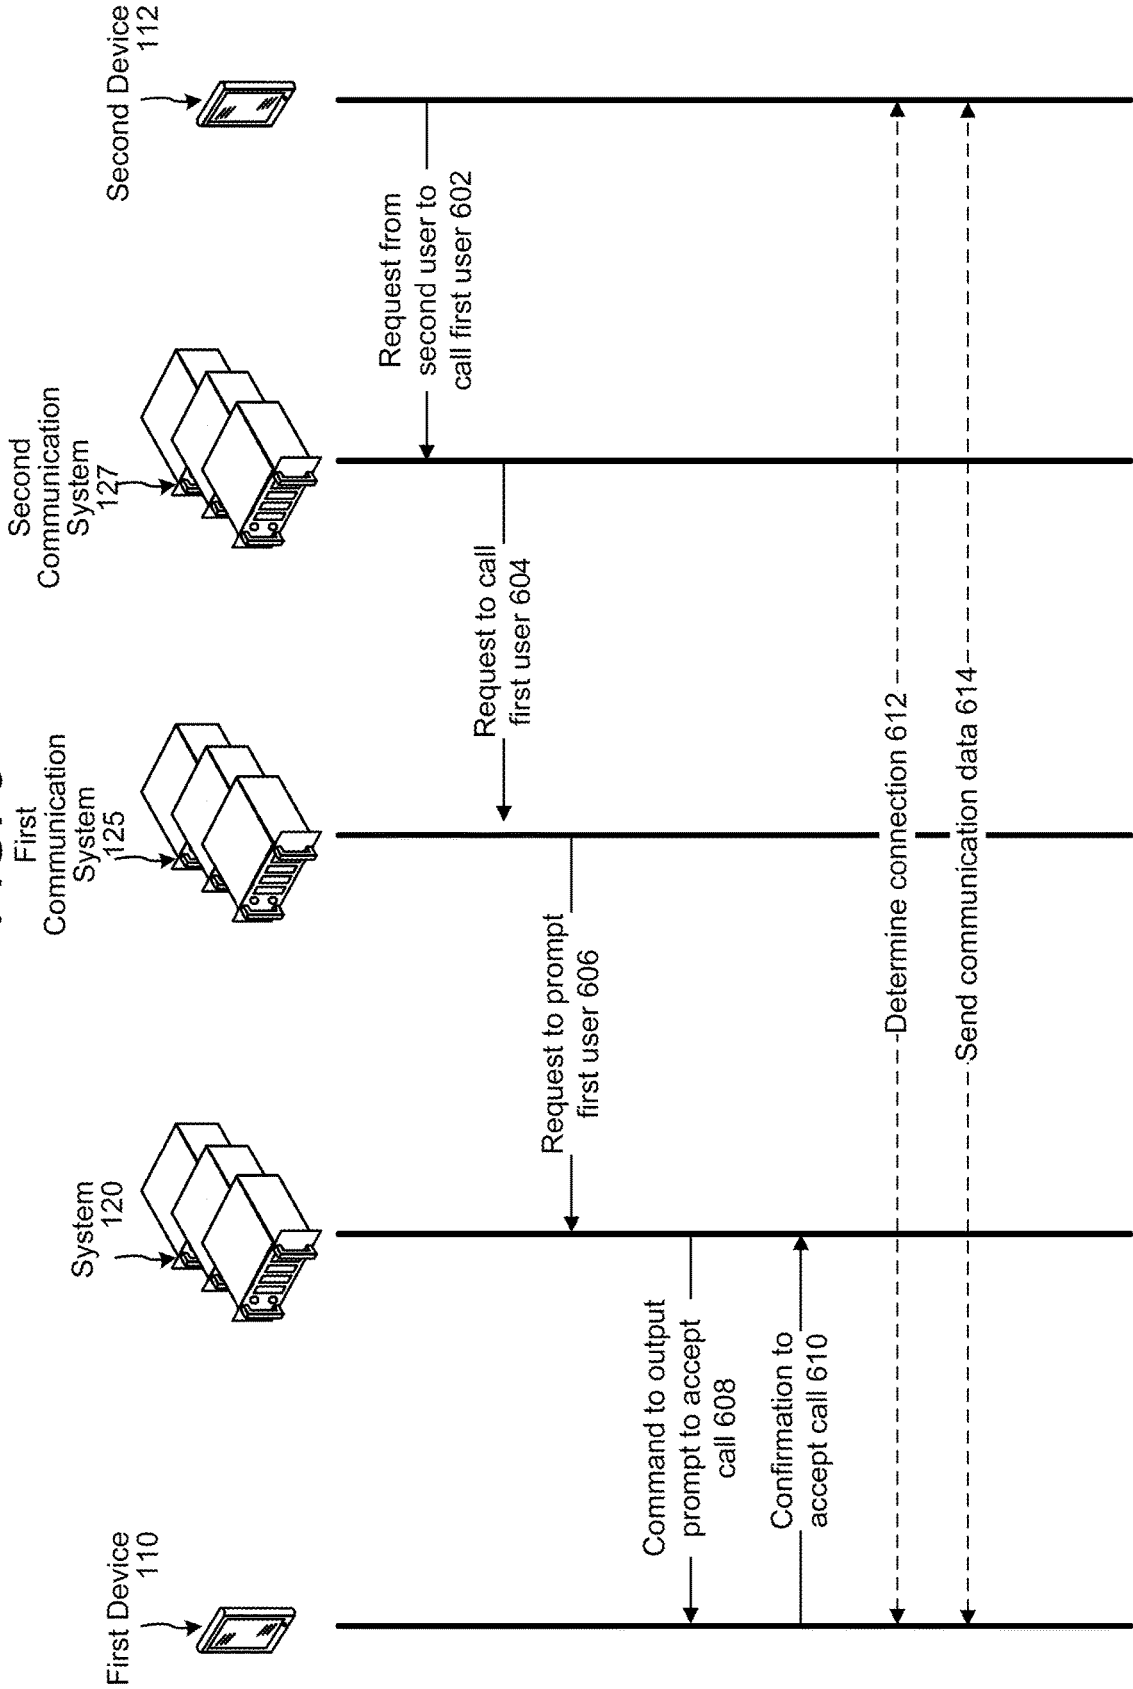 First Device
110
System
120
First
Communication
System
125
Second
Communication
System
127
Second Device
112
Request from
second user to
call first user 602
Request to call
first user 604
Request to prompt
first user 606
Command to output
prompt to accept
call 608
Confirmation to
accept call 610
Determine connection 612
Send communication data 614